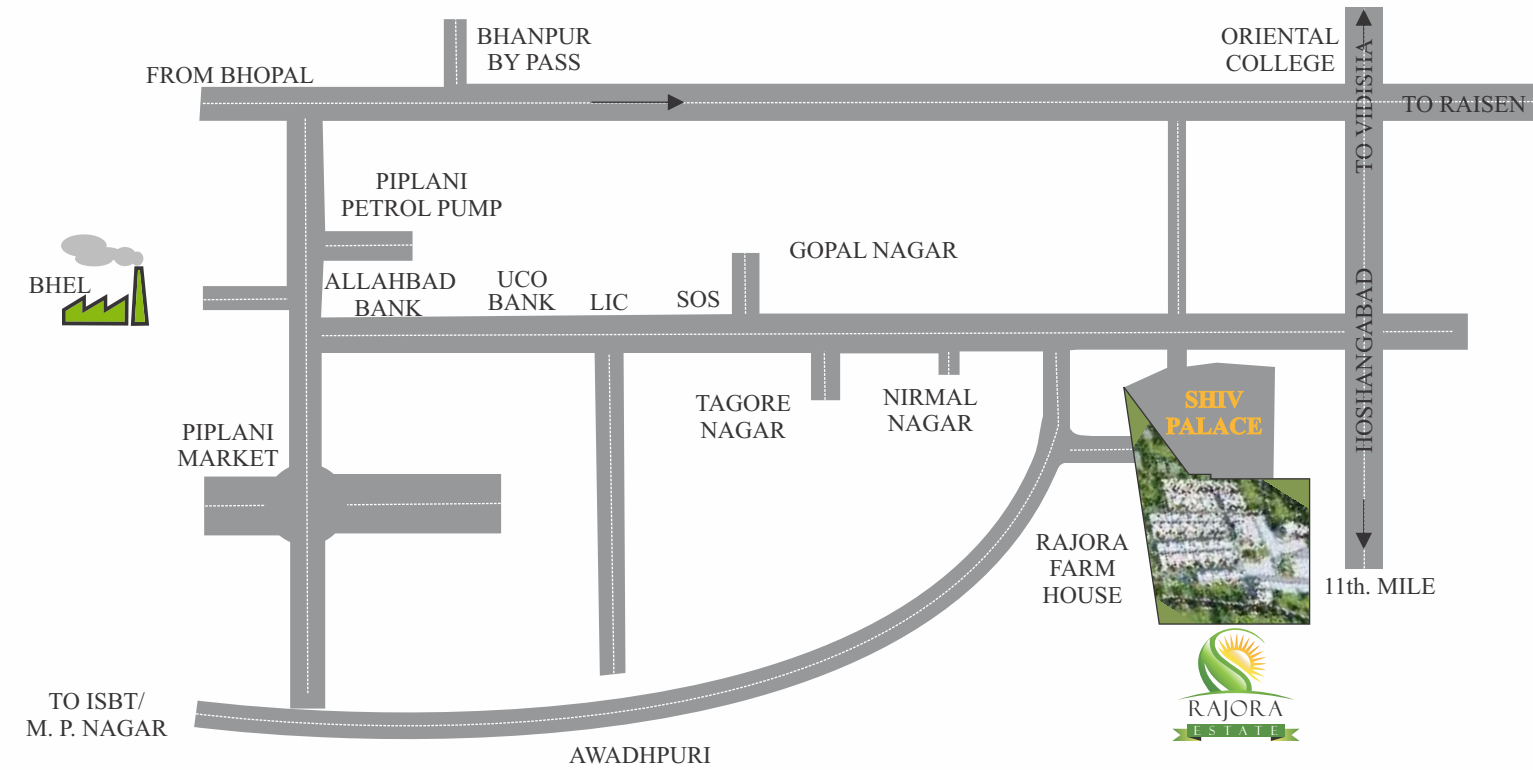 BHANPUR
BY PASS
ORIENTAL
COLLEGE
FROM BHOPAL
TO VIDISHA
TO RAISEN
PIPLANI
PETROL PUMP
BHEL
ALLAHBAD
BANK
UCO
BANK
LIC
SOS
GOPAL NAGAR
HOSHANGABAD
TAGORE
NAGAR
NIRMAL
NAGAR
SHIV
PALACE
PIPLANI
MARKET
RAJORA
FARM
HOUSE
11th. MILE
TO ISBT/
M. P. NAGAR
AWADHPURI
RAJORA
ESTATE